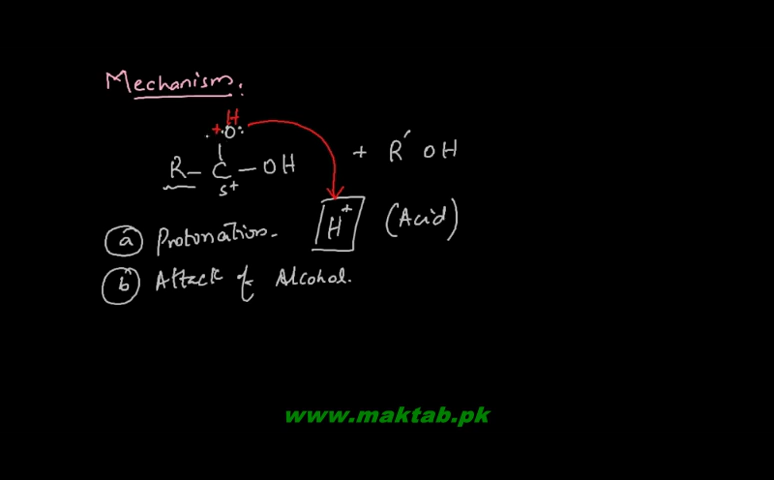 Mechanism:
H
+ :O:
R – C – OH + R' OH
δ+
H+ (Acid)
a Protonation.
b Attack of Alcohol.
www.maktab.pk